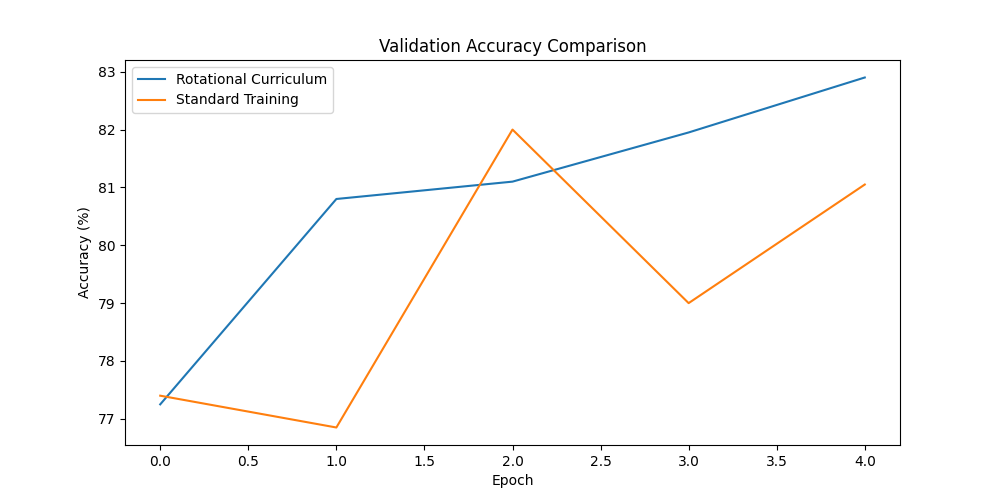 Validation Accuracy Comparison
Rotational Curriculum
Standard Training
Accuracy (%)
83
82
81
80
79
78
77
0.0 0.5 1.0 1.5 2.0 2.5 3.0 3.5 4.0
Epoch